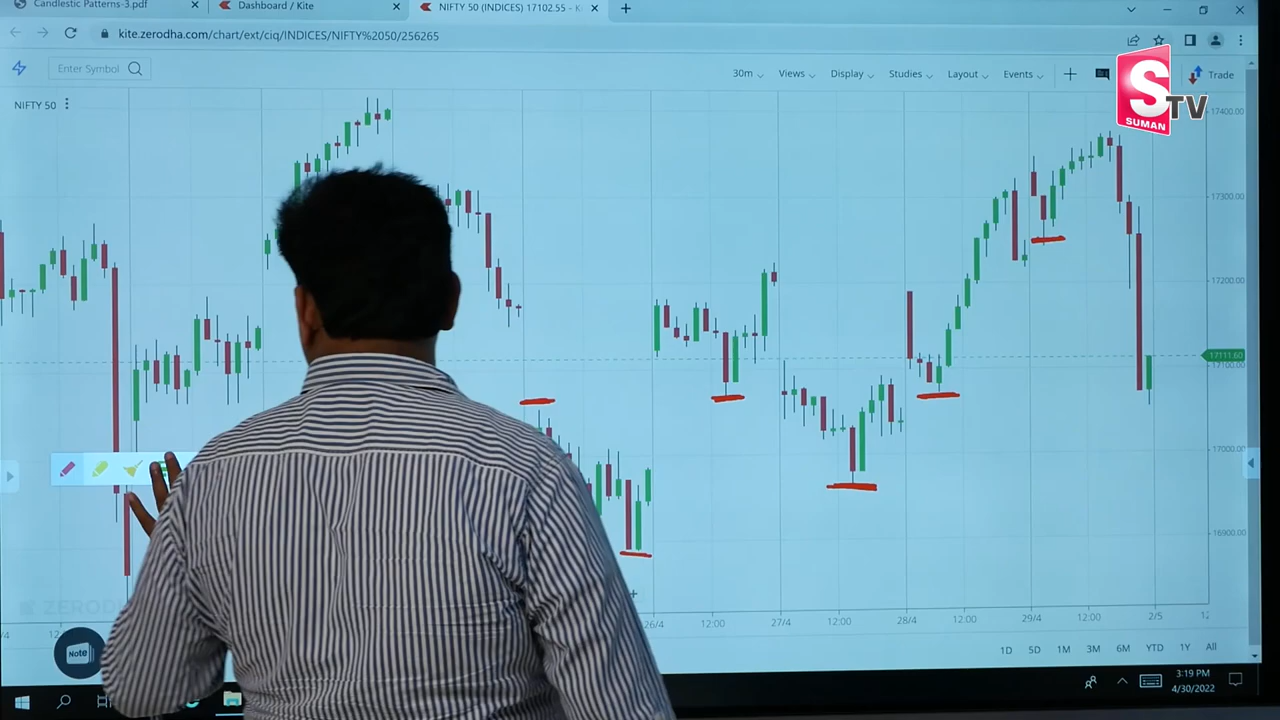 Candlestic Patterns-3.pdf
Dashboard / Kite
NIFTY 50 (INDICES) 17102.55 -
kite.zerodha.com/chart/ext/ciq/INDICES/NIFTY%2050/256265
Enter Symbol
30m
Views
Display
Studies
Layout
Events
Trade
S
TV
SUMAN
NIFTY 50
17400.00
17300.00
17200.00
17111.60
17100.00
17000.00
16900.00
26/4
12:00
27/4
12:00
28/4
12:00
29/4
12:00
2/5
1D
5D
1M
3M
6M
YTD
1Y
All
Note
3:19 PM
4/30/2022